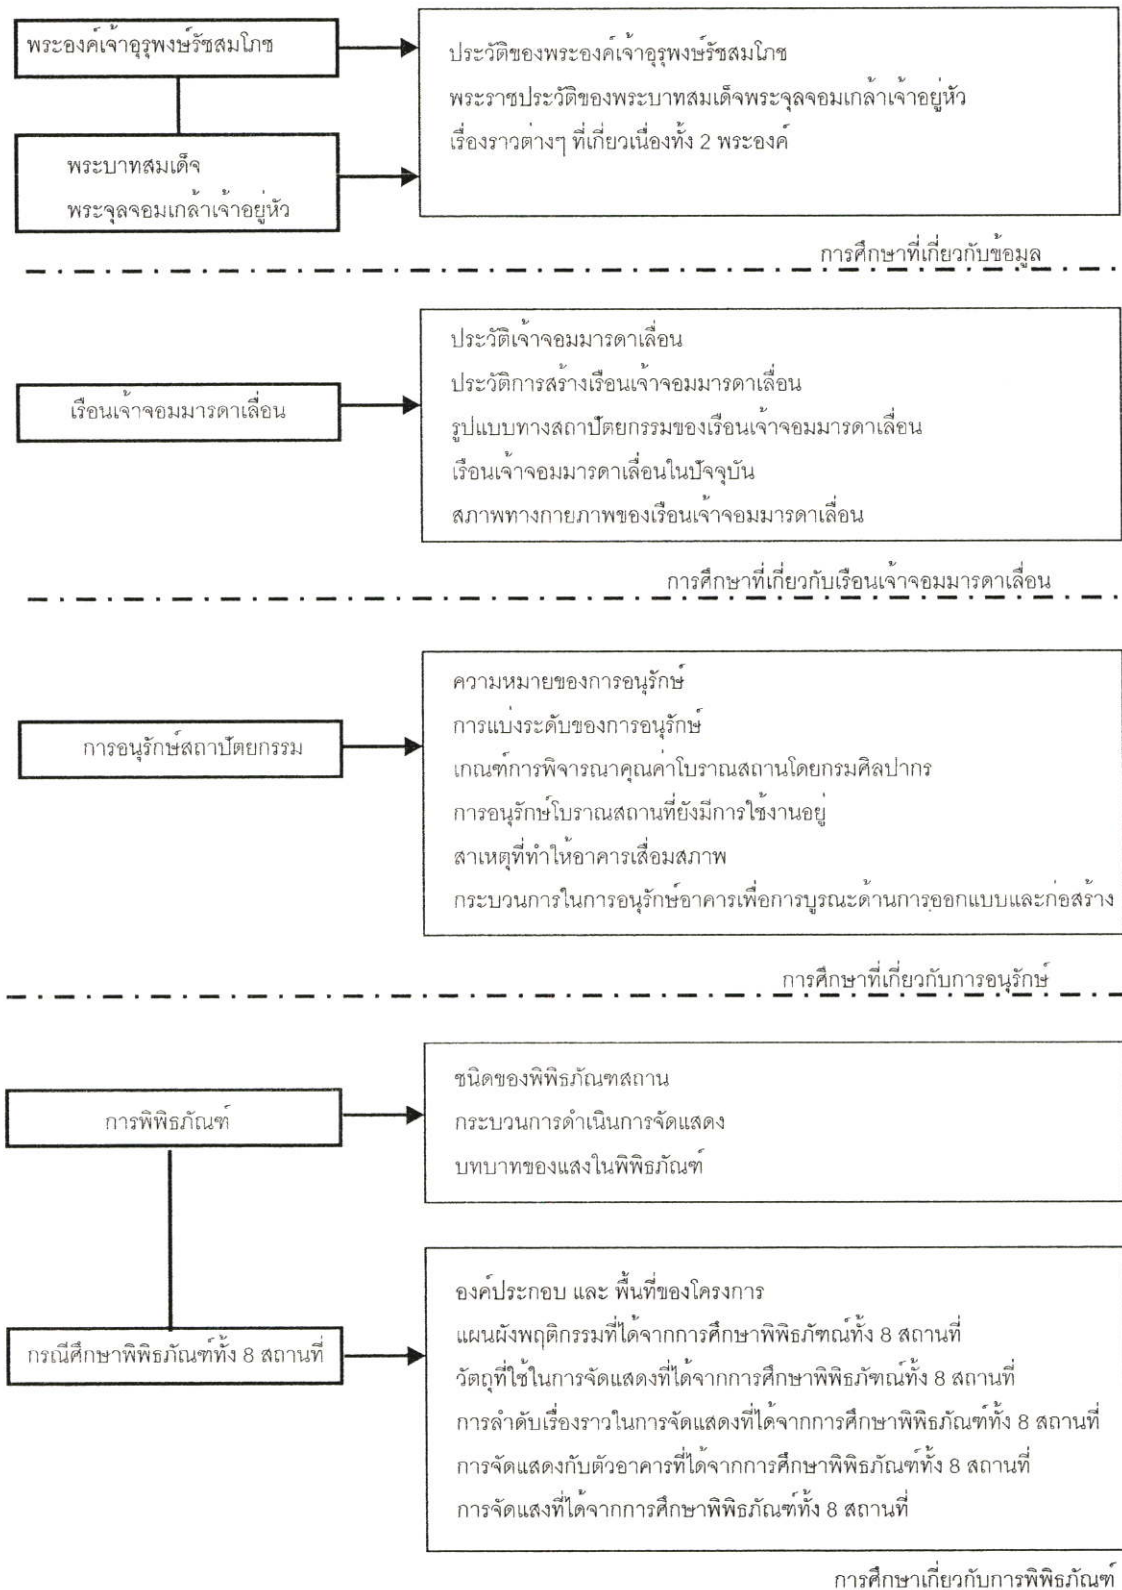 พระองค์เจ้าอุรุพงษ์รัชสมโภช
ประวัติของพระองค์เจ้าอุรุพงษ์รัชสมโภช
พระราชประวัติของพระบาทสมเด็จพระจุลจอมเกล้าเจ้าอยู่หัว
เรื่องราวต่างๆ ที่เกี่ยวเนื่องทั้ง 2 พระองค์
พระบาทสมเด็จ
พระจุลจอมเกล้าเจ้าอยู่หัว
การศึกษาที่เกี่ยวกับข้อมูล
เรือนเจ้าจอมมารดาเลื่อน
ประวัติเจ้าจอมมารดาเลื่อน
ประวัติการสร้างเรือนเจ้าจอมมารดาเลื่อน
รูปแบบทางสถาปัตยกรรมของเรือนเจ้าจอมมารดาเลื่อน
เรือนเจ้าจอมมารดาเลื่อนในปัจจุบัน
สภาพทางกายภาพของเรือนเจ้าจอมมารดาเลื่อน
การศึกษาที่เกี่ยวกับเรือนเจ้าจอมมารดาเลื่อน
การอนุรักษ์สถาปัตยกรรม
ความหมายของการอนุรักษ์
การแบ่งระดับของการอนุรักษ์
เกณฑ์การพิจารณาคุณค่าโบราณสถานโดยกรมศิลปากร
การอนุรักษ์โบราณสถานที่ยังมีการใช้งานอยู่
สาเหตุที่ทำให้อาคารเสื่อมสภาพ
กระบวนการในการอนุรักษ์อาคารเพื่อการบูรณะด้านการออกแบบและก่อสร้าง
การศึกษาที่เกี่ยวกับการอนุรักษ์
การพิพิธภัณฑ์
ชนิดของพิพิธภัณฑสถาน
กระบวนการดำเนินการจัดแสดง
บทบาทของแสงในพิพิธภัณฑ์
กรณีศึกษาพิพิธภัณฑ์ทั้ง 8 สถานที่
องค์ประกอบ และ พื้นที่ของโครงการ
แผนผังพฤติกรรมที่ได้จากการศึกษาพิพิธภัฑณ์ทั้ง 8 สถานที่
วัตถุที่ใช้ในการจัดแสดงที่ได้จากการศึกษาพิพิธภัฑณ์ทั้ง 8 สถานที่
การลำดับเรื่องราวในการจัดแสดงที่ได้จากการศึกษาพิพิธภัณฑ์ทั้ง 8 สถานที่
การจัดแสดงกับตัวอาคารที่ได้จากการศึกษาพิพิธภัณฑ์ทั้ง 8 สถานที่
การจัดแสงที่ได้จากการศึกษาพิพิธภัณฑ์ทั้ง 8 สถานที่
การศึกษาเกี่ยวกับการพิพิธภัณฑ์